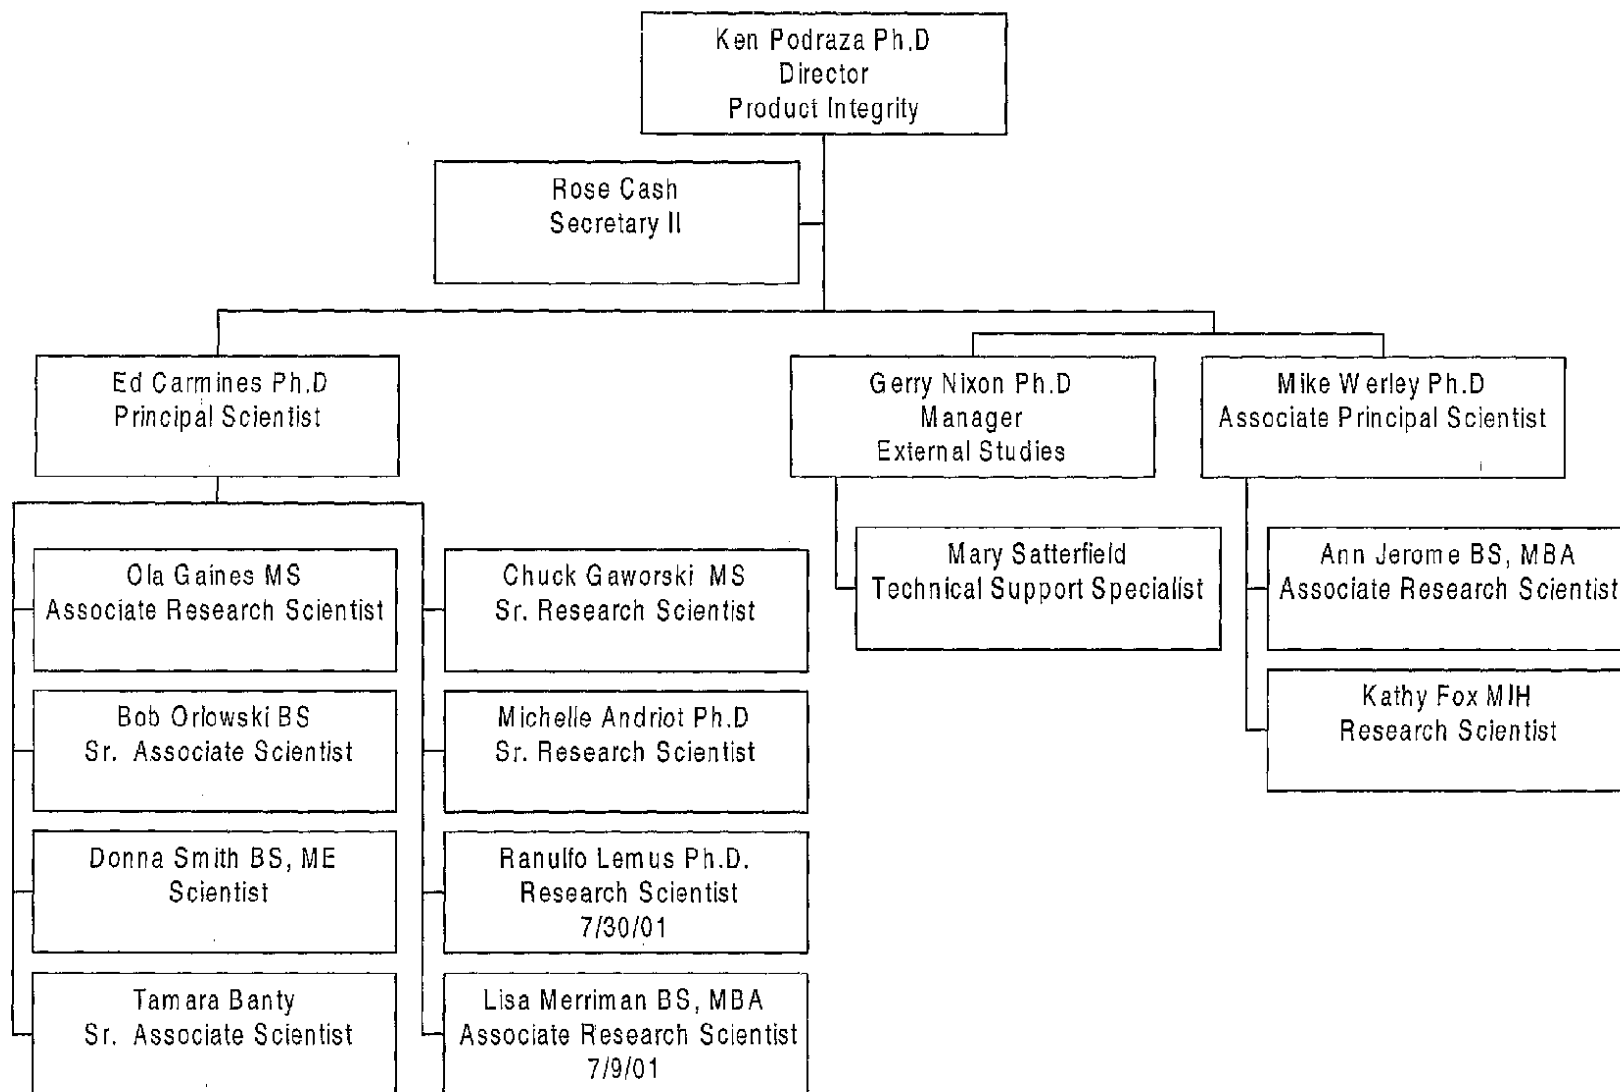 Ken Podraza Ph.D
Director
Product Integrity
Rose Cash
Secretary II
Ed Carmines Ph.D
Principal Scientist
Gerry Nixon Ph.D
Manager
External Studies
Mike Werley Ph.D
Associate Principal Scientist
Ola Gaines MS
Associate Research Scientist
Chuck Gaworski MS
Sr. Research Scientist
Mary Satterfield
Technical Support Specialist
Ann Jerome BS, MBA
Associate Research Scientist
Bob Orlowski BS
Sr. Associate Scientist
Michelle Andriot Ph.D
Sr. Research Scientist
Kathy Fox MIH
Research Scientist
Donna Smith BS, ME
Scientist
Ranulfo Lemus Ph.D.
Research Scientist
7/30/01
Tamara Banty
Sr. Associate Scientist
Lisa Merriman BS, MBA
Associate Research Scientist
7/9/01